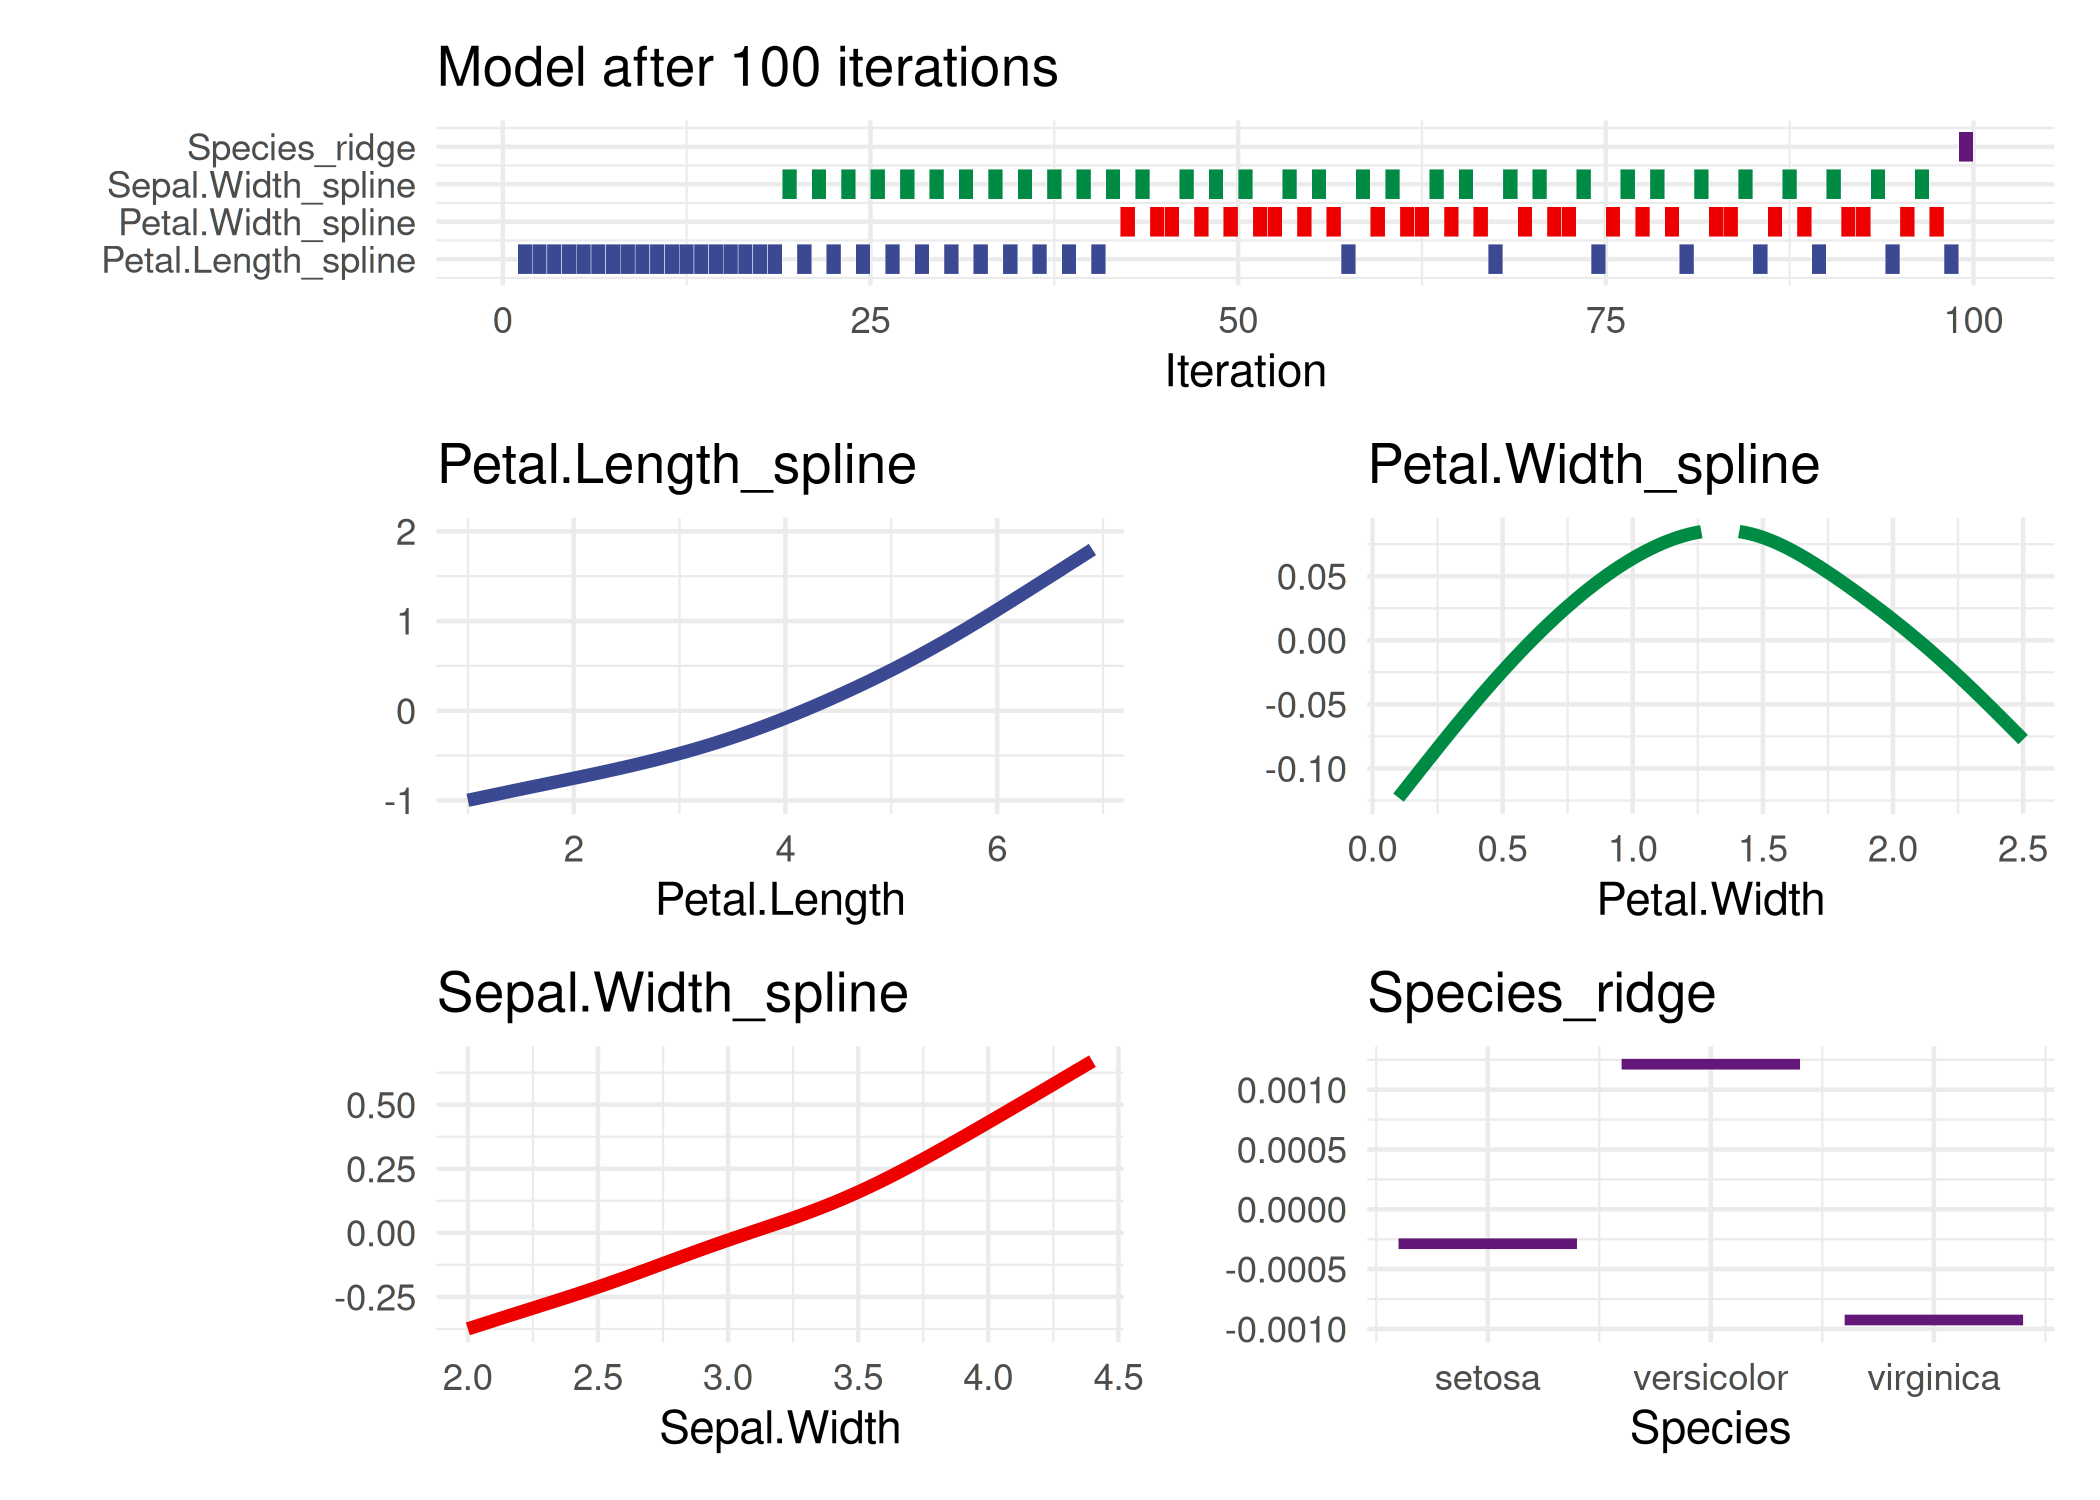 Model after 100 iterations
Species_ridge
Sepal.Width_spline
Petal.Width_spline
Petal.Length_spline
0 25 50 75 100
Iteration
Petal.Length_spline
2
1
0
-1
2 4 6
Petal.Length
Petal.Width_spline
0.05
0.00
-0.05
-0.10
0.0 0.5 1.0 1.5 2.0 2.5
Petal.Width
Sepal.Width_spline
0.50
0.25
0.00
-0.25
2.0 2.5 3.0 3.5 4.0 4.5
Sepal.Width
Species_ridge
0.0010
0.0005
0.0000
-0.0005
-0.0010
setosa versicolor virginica
Species